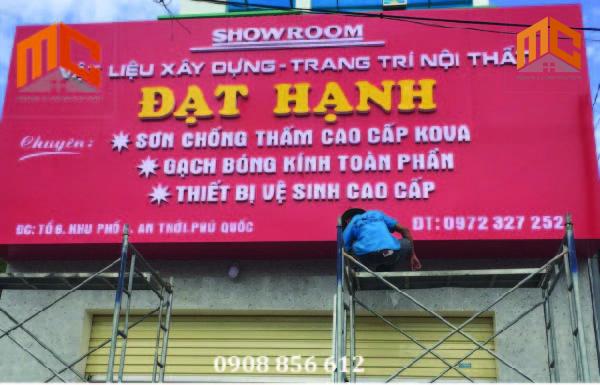 SHOWROOM
VẬT LIỆU XÂY DỰNG - TRANG TRÍ NỘI THẤT
ĐẠT HẠNH
Chuyên:
SƠN CHỐNG THẤM CAO CẤP KOVA
GẠCH BÓNG KÍNH TOÀN PHẦN
THIẾT BỊ VỆ SINH CAO CẤP
ĐC: TỔ 6, KHU PHỐ AN THỚI, PHÚ QUỐC
ĐT: 0972 327 252
0908 856 612